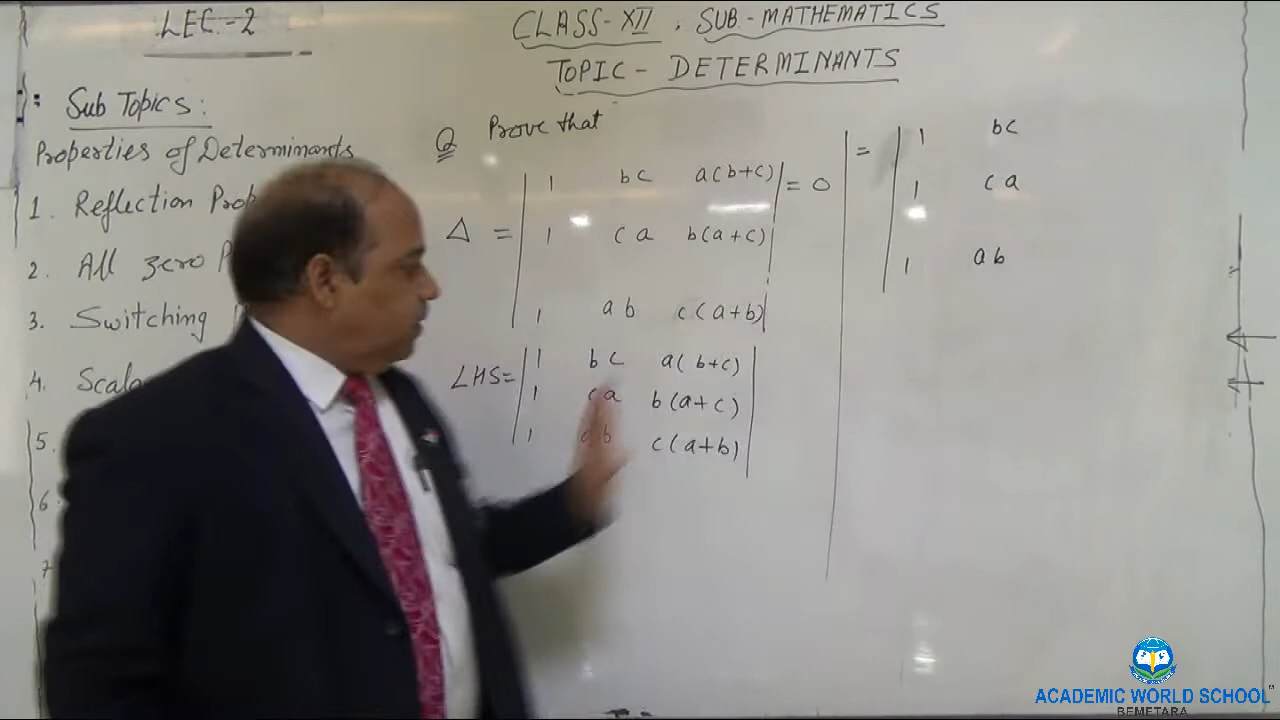 LEC-2
CLASS-XII, SUB-MATHEMATICS
TOPIC-DETERMINANTS
Sub Topics:
Properties of Determinants
1. Reflection
2. All zero
3. Switching
4.
5.
6.
7
Q Prove that
Δ = | 1 bc a(b+c) | = 0
| 1 ca b(a+c) |
| 1 ab c(a+b) |
LHS = | 1 bc a(b+c) |
| 1 ca b(a+c) |
| 1 ab c(a+b) |
= | 1 bc
| 1 ca
| 1 ab
ACADEMIC WORLD SCHOOL
BEMETARA